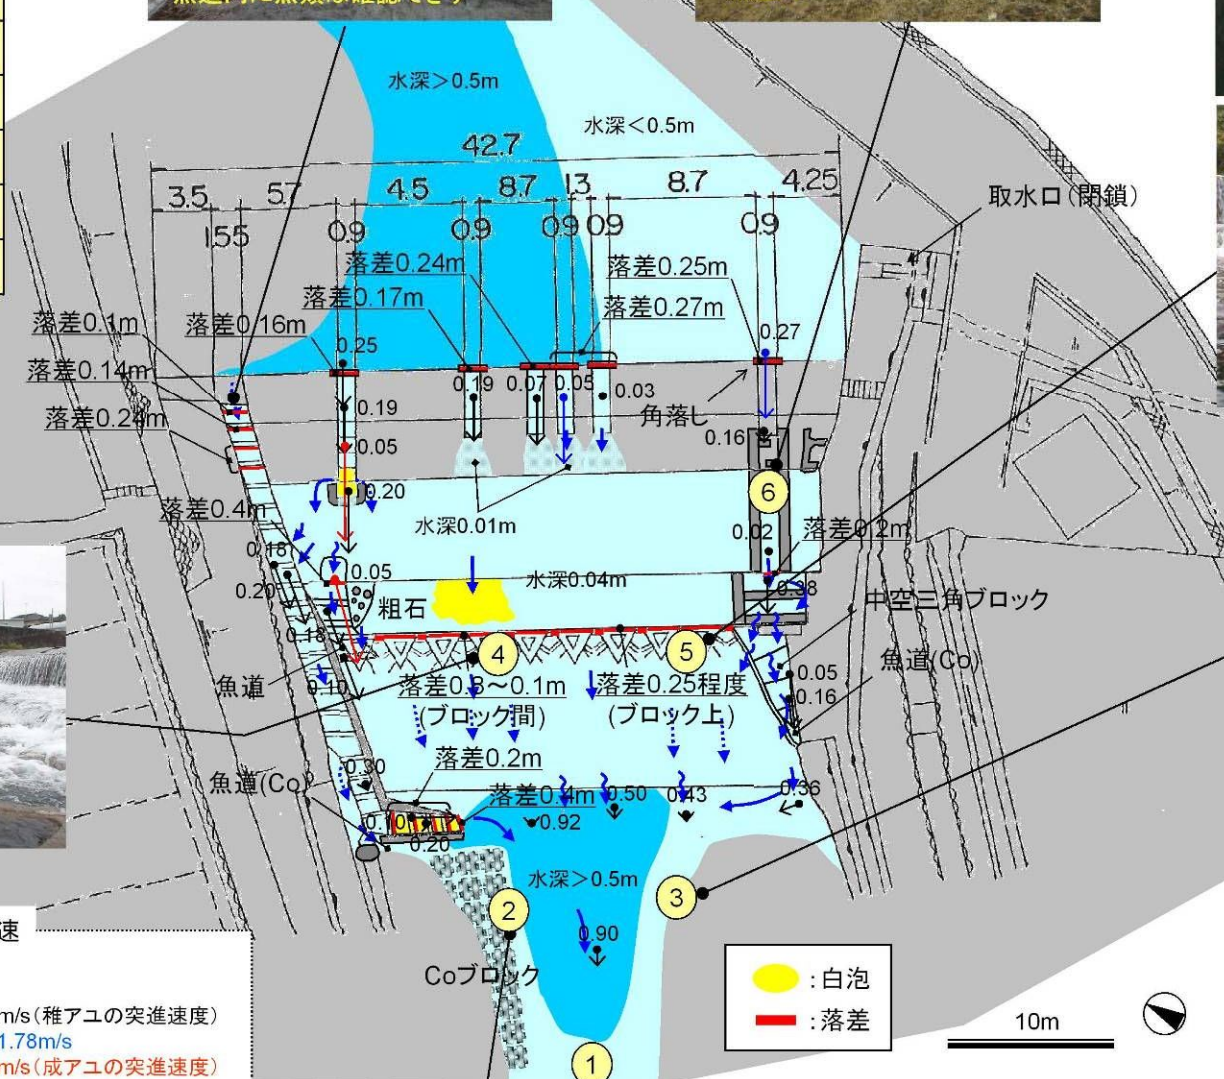 水深>0.5m
水深<0.5m
42.7
3.5
5.7
4.5
8.7
1.3
8.7
4.25
1.55
0.9
0.9
0.9
0.9
0.9
取水口(閉鎖)
落差0.24m
落差0.25m
落差0.17m
落差0.27m
落差0.1m
落差0.16m
0.25
0.27
落差0.14m
0.19
0.07
0.05
0.03
落差0.24m
0.19
角落し
0.05
0.16
0.20
6
落差0.4m
水深0.01m
0.02
落差0.2m
0.18
0.05
水深0.04m
0.38
0.20
粗石
中空三角ブロック
0.18
4
5
魚道(Co)
魚道
0.10
落差0.3～0.1m
(ブロック間)
落差0.25程度
(ブロック上)
0.05
0.16
落差0.2m
0.30
魚道(Co)
落差0.4m
0.50
0.43
0.36
0.92
0.20
水深>0.5m
3
2
0.90
Coブロック
速
:白泡
:落差
m/s(稚アユの突進速度)
1.78m/s
m/s(成アユの突進速度)
10m
1